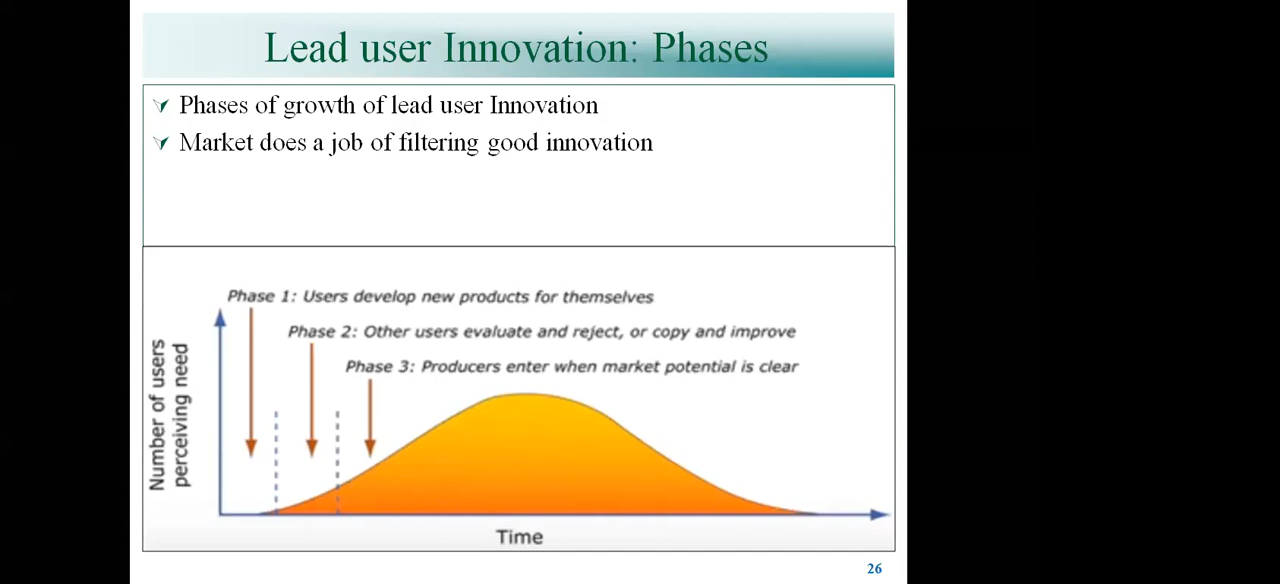 Lead user Innovation: Phases
Phases of growth of lead user Innovation
Market does a job of filtering good innovation
Phase 1: Users develop new products for themselves
Phase 2: Other users evaluate and reject, or copy and improve
Phase 3: Producers enter when market potential is clear
Number of users
perceiving need
Time
26